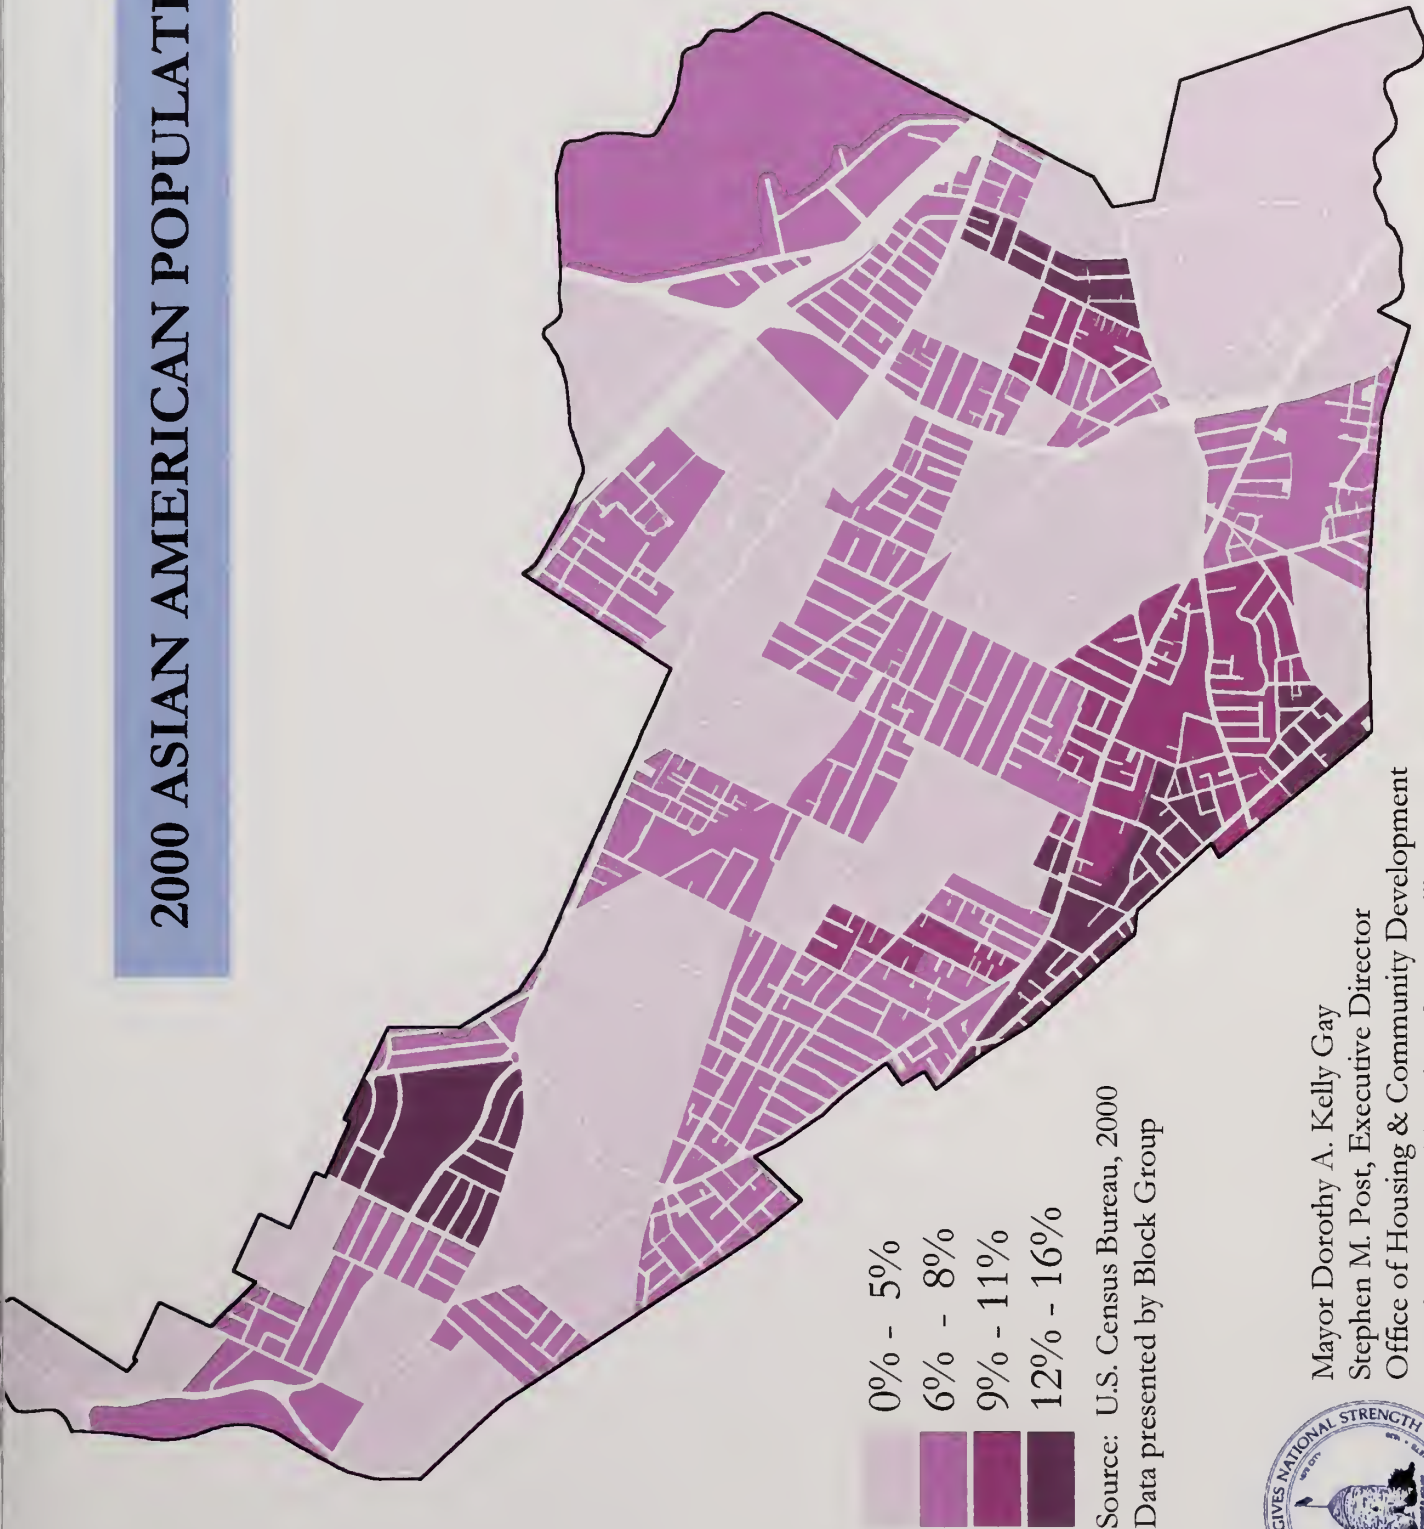 2000 ASIAN AMERICAN POPULATI
0% - 5%
6% - 8%
9% - 11%
12% - 16%
Source: U.S. Census Bureau, 2000
Data presented by Block Group
Mayor Dorothy A. Kelly Gay
Stephen M. Post, Executive Director
Office of Housing & Community Development
GIVES NATIONAL STRENGTH